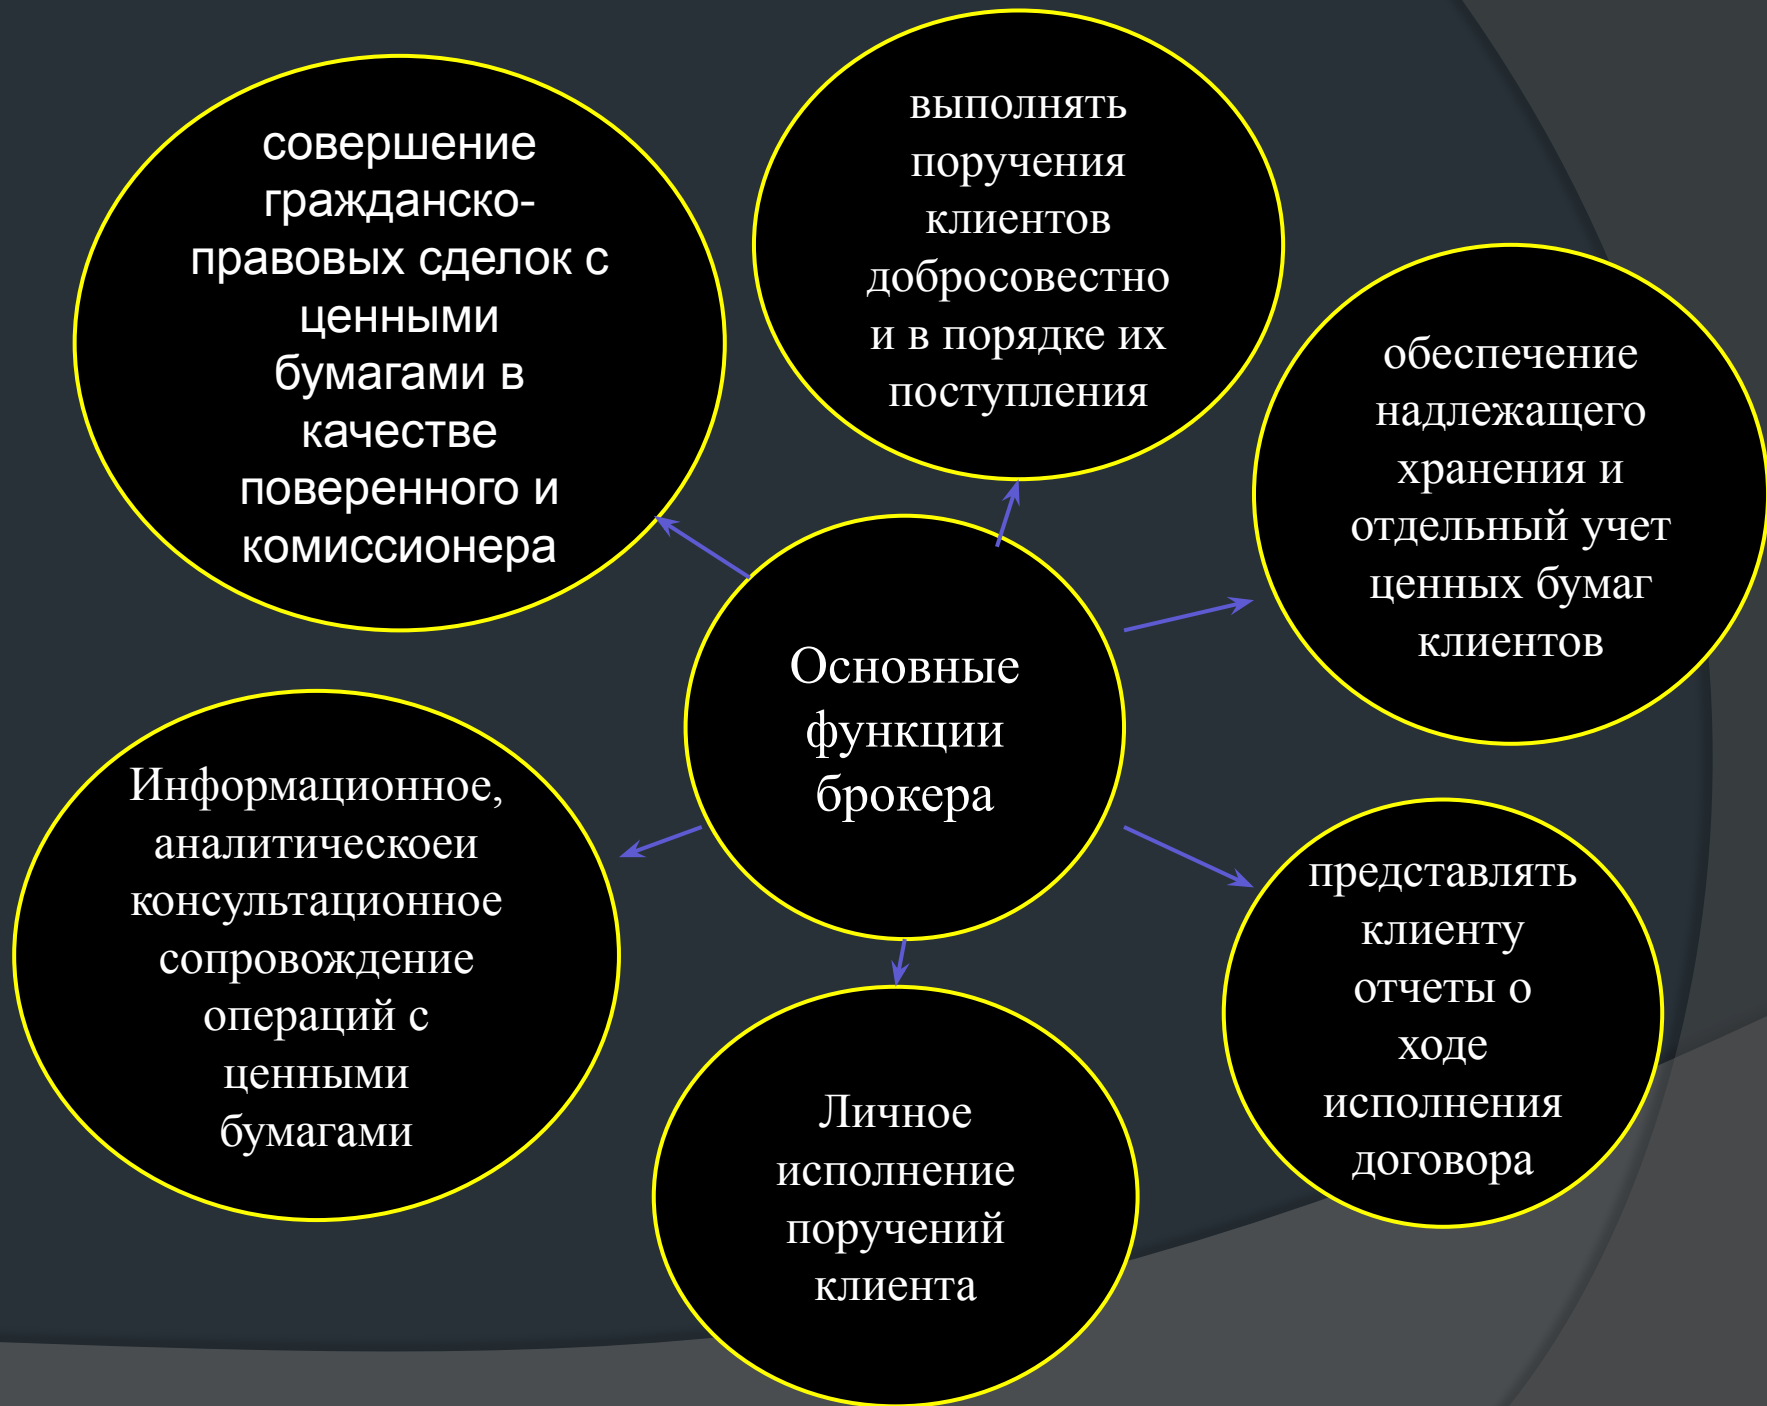 совершение
гражданско-
правовых сделок с
ценными
бумагами в
качестве
поверенного и
комиссионера
выполнять
поручения
клиентов
добросовестно
и в порядке их
поступления
обеспечение
надлежащего
хранения и
отдельный учет
ценных бумаг
клиентов
Основные
функции
брокера
Информационное,
аналитическоеи
консультационное
сопровождение
операций с
ценными
бумагами
Личное
исполнение
поручений
клиента
представлять
клиенту
отчеты о
ходе
исполнения
договора